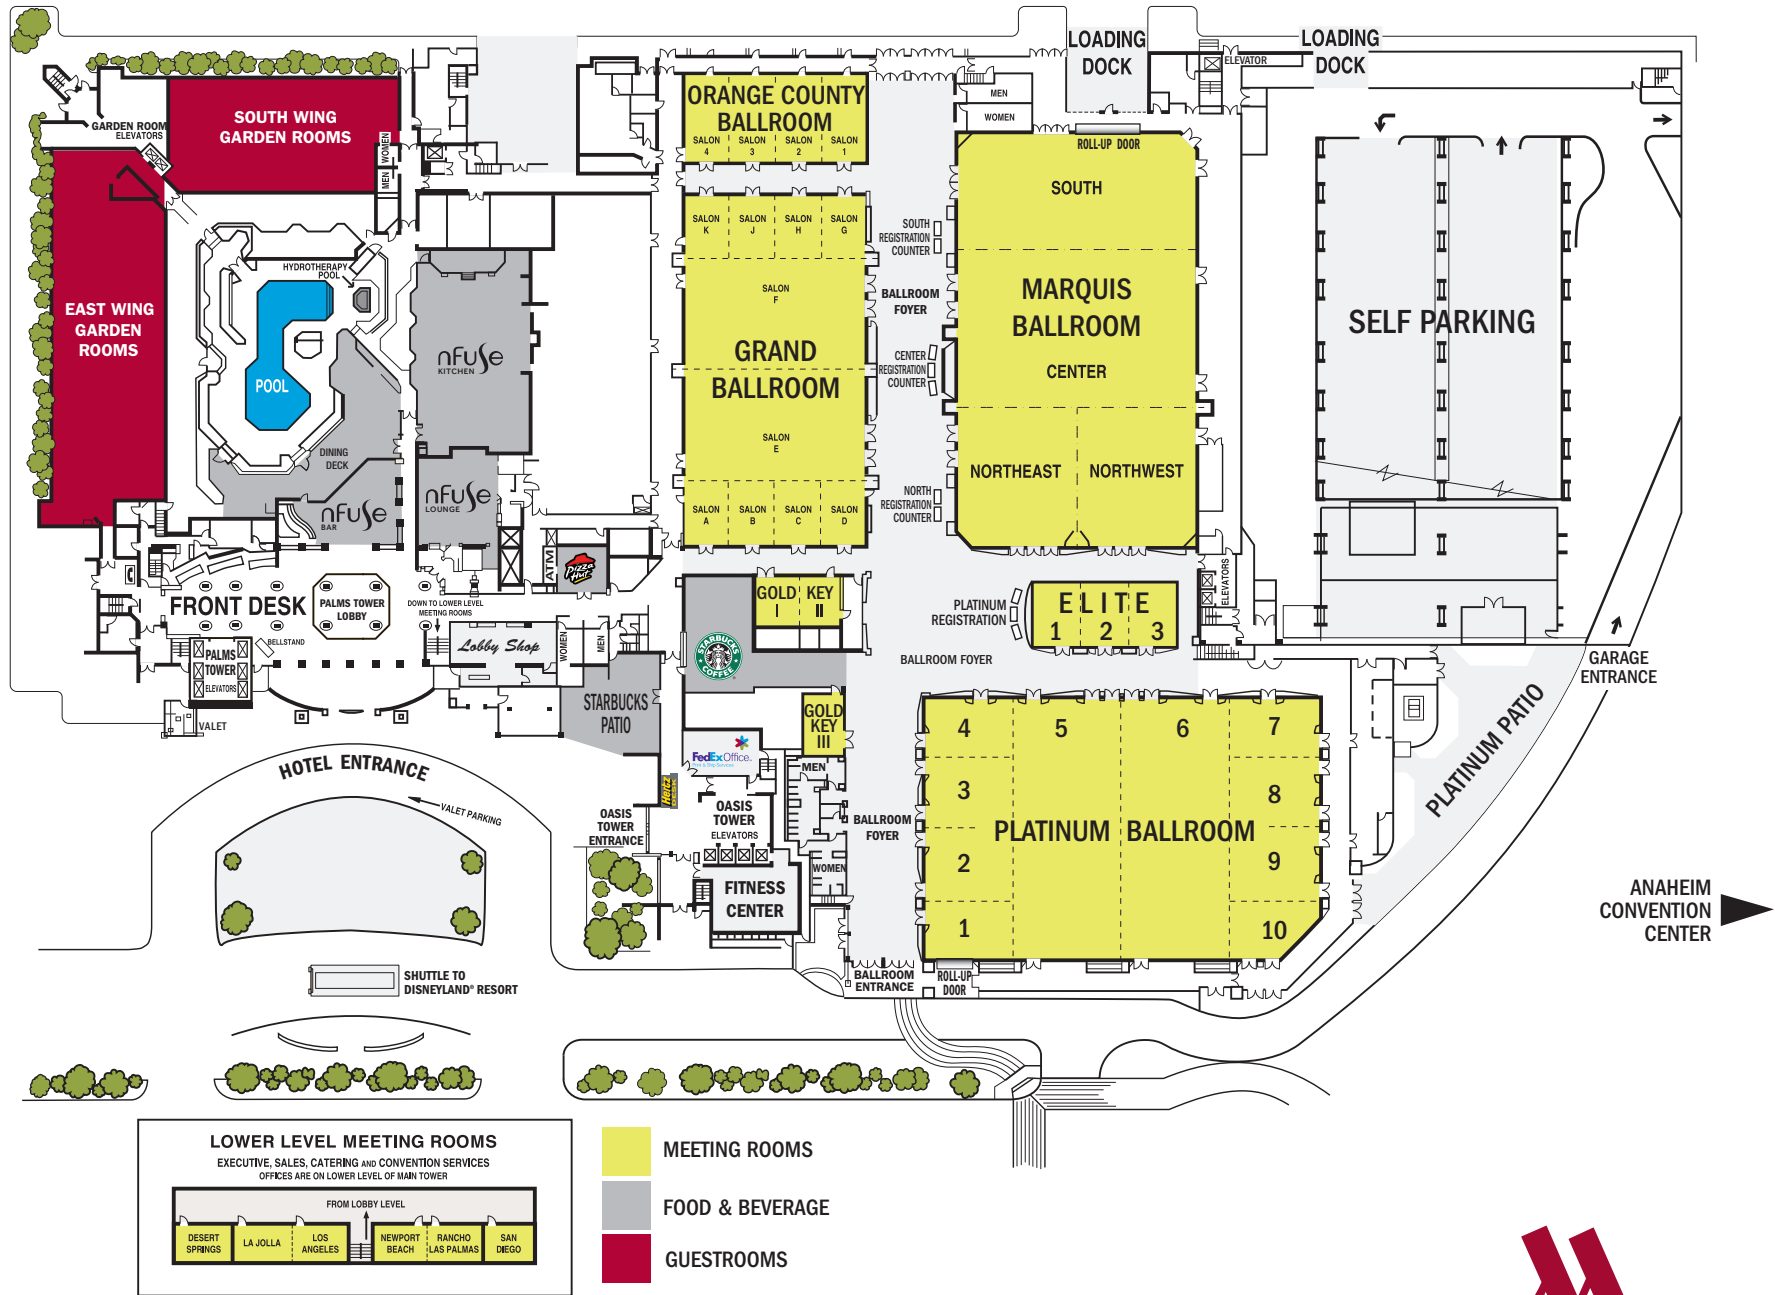 LOADING
DOCK
LOADING
DOCK
ELEVATOR
MEN
WOMEN
ROLL-UP DOOR
SOUTH WING
GARDEN ROOMS
GARDEN ROOM
ELEVATORS
WOMEN
MEN
ORANGE COUNTY
BALLROOM
SALON
4
SALON
3
SALON
2
SALON
1
SALON
K
SALON
J
SALON
H
SALON
G
SALON
F
GRAND
BALLROOM
SALON
E
SALON
A
SALON
B
SALON
C
SALON
D
SOUTH
REGISTRATION
COUNTER
BALLROOM
FOYER
CENTER
REGISTRATION
COUNTER
NORTH
REGISTRATION
COUNTER
SOUTH
MARQUIS
BALLROOM
CENTER
NORTHEAST
NORTHWEST
SELF PARKING
EAST WING
GARDEN
ROOMS
HYDROTHERAPY
POOL
POOL
nFuse
KITCHEN
DINING
DECK
nFuse
BAR
nFuse
LOUNGE
ATM
Pizza
Hut
FRONT DESK
PALMS TOWER
LOBBY
DOWN TO LOWER LEVEL
MEETING ROOMS
BELLSTAND
PALMS
TOWER
ELEVATORS
VALET
Lobby Shop
WOMEN
MEN
STARBUCKS
PATIO
STARBUCKS
COFFEE
GOLD
I
KEY
II
GOLD
KEY
III
PLATINUM
REGISTRATION
ELITE
1
2
3
ELEVATORS
BALLROOM FOYER
GARAGE
ENTRANCE
PLATINUM PATIO
4
5
6
7
3
8
PLATINUM BALLROOM
2
9
1
10
HOTEL ENTRANCE
VALET PARKING
FedEx Office
Print & Ship Services
Hertz
DESK
OASIS
TOWER
ENTRANCE
OASIS
TOWER
ELEVATORS
MEN
WOMEN
BALLROOM
FOYER
FITNESS
CENTER
BALLROOM
ENTRANCE
ROLL-UP
DOOR
ANAHEIM
CONVENTION
CENTER
SHUTTLE TO
DISNEYLAND® RESORT
LOWER LEVEL MEETING ROOMS
EXECUTIVE, SALES, CATERING AND CONVENTION SERVICES
OFFICES ARE ON LOWER LEVEL OF MAIN TOWER
FROM LOBBY LEVEL
DESERT
SPRINGS
LA JOLLA
LOS
ANGELES
NEWPORT
BEACH
RANCHO
LAS PALMAS
SAN
DIEGO
MEETING ROOMS
FOOD & BEVERAGE
GUESTROOMS